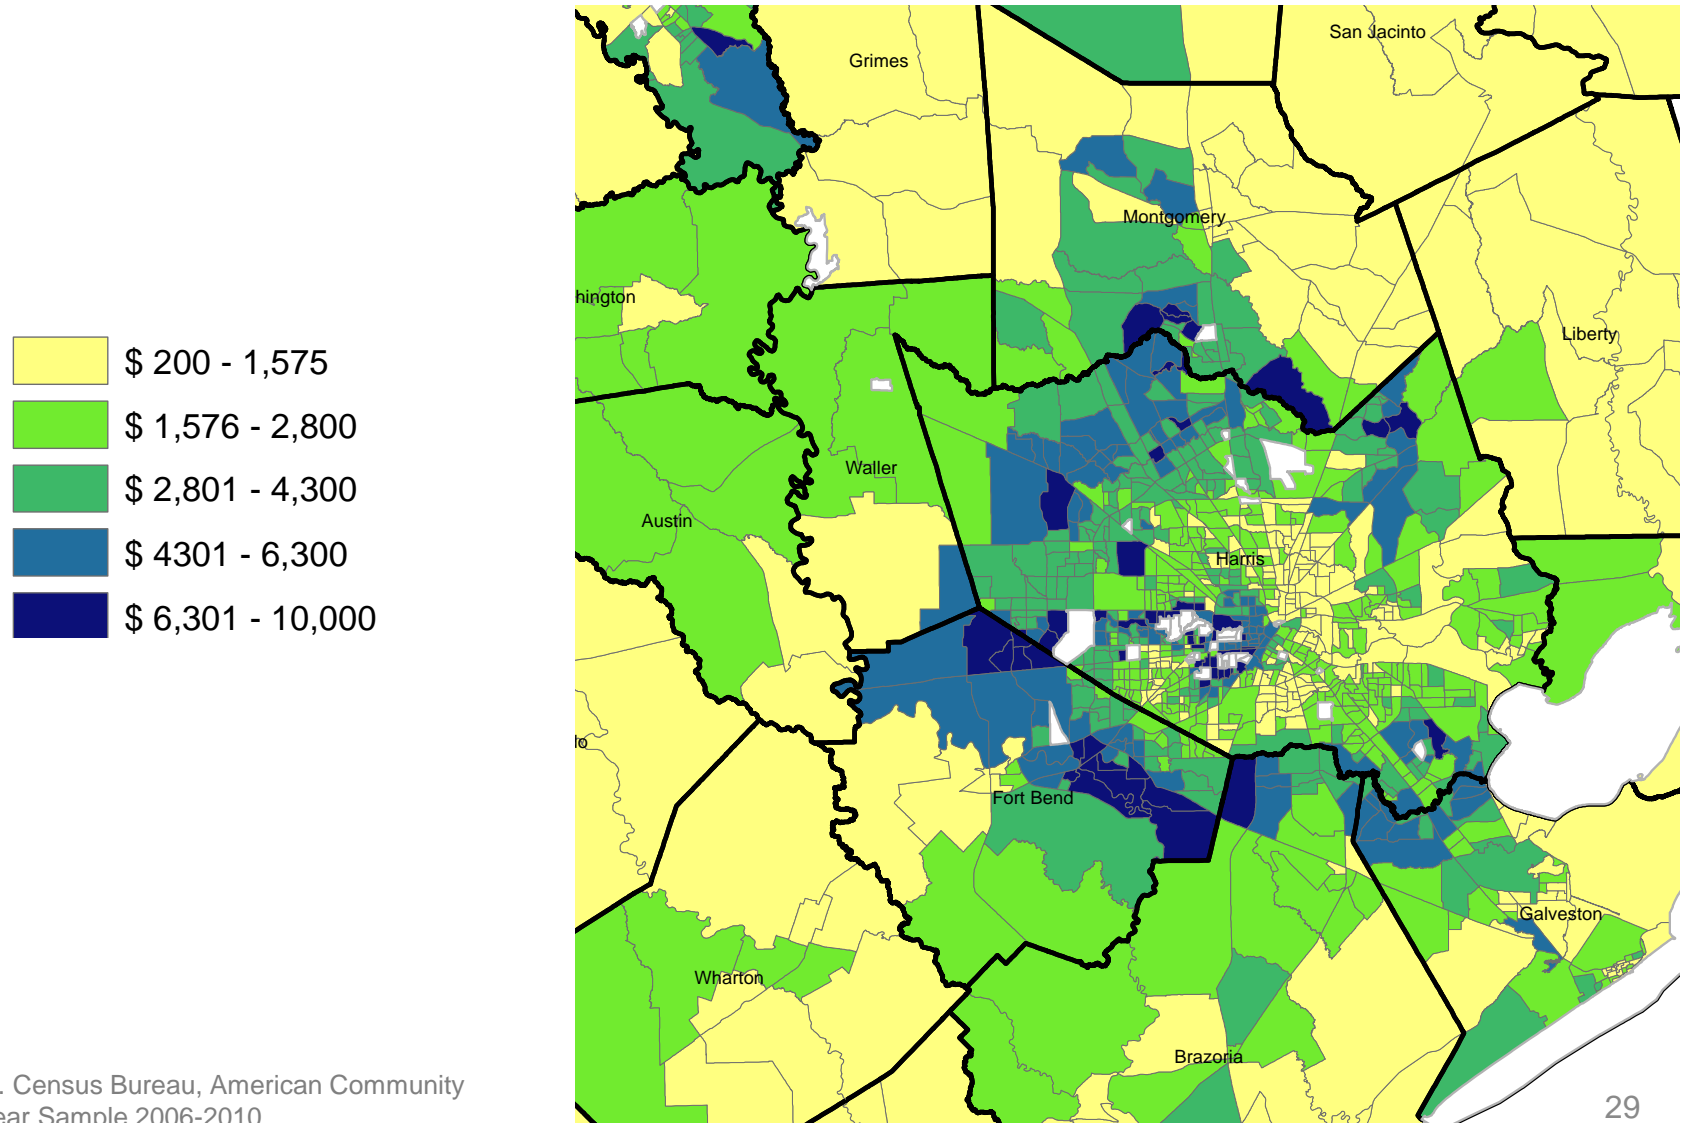 San Jacinto
Grimes
Montgomery
hington
Liberty
$ 200 - 1,575
$ 1,576 - 2,800
$ 2,801 - 4,300
$ 4301 - 6,300
$ 6,301 - 10,000
Waller
Austin
Harris
lo
Fort Bend
Galveston
Wharton
Brazoria
. Census Bureau, American Community
ear Sample 2006-2010
29